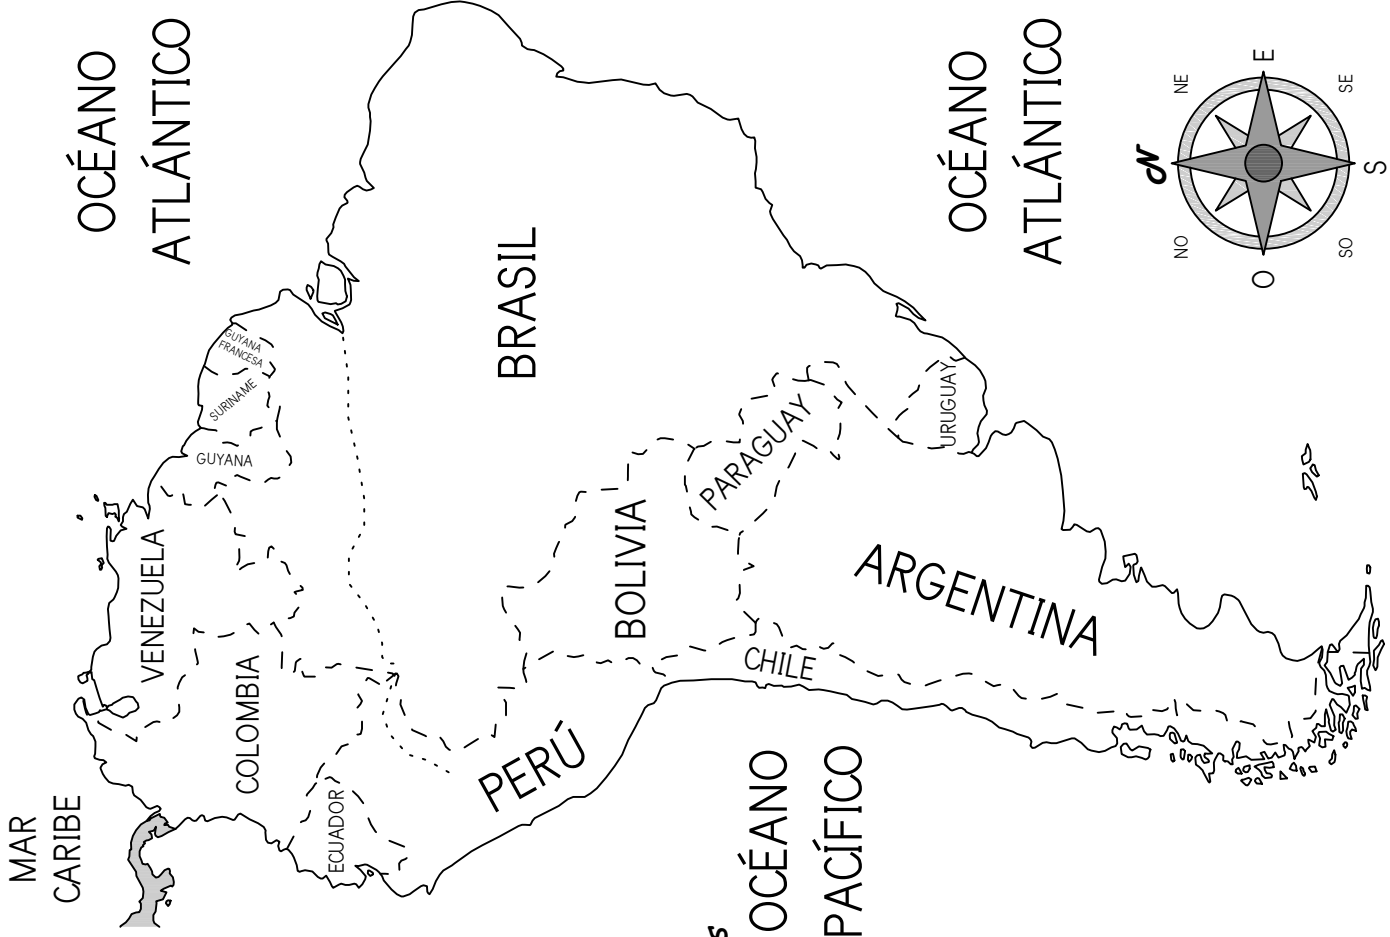 MAR
CARIBE
OCÉANO
ATLÁNTICO
VENEZUELA
GUYANA
SURINAME
GUYANA
FRANCESA
COLOMBIA
ECUADOR
PERÚ
BRASIL
BOLIVIA
PARAGUAY
CHILE
ARGENTINA
URUGUAY
OCÉANO
PACÍFICO
OCÉANO
ATLÁNTICO
N
NO
NE
O
E
SO
SE
S